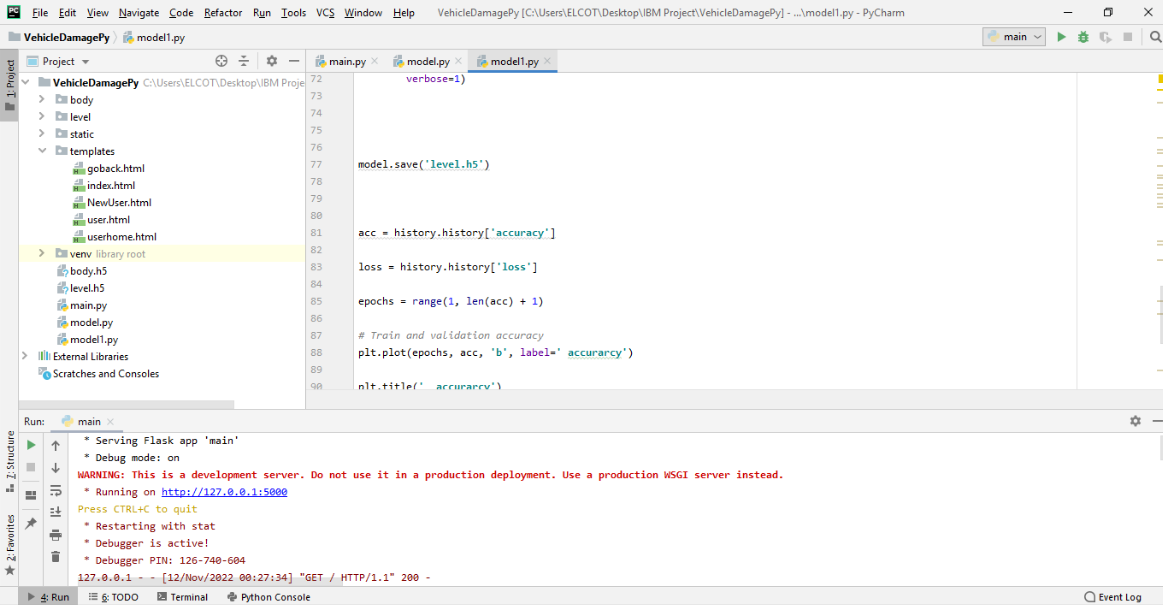 PC File Edit View Navigate Code Refactor Run Tools VCS Window Help VehicleDamagePy [C:\Users\ELCOT\Desktop\IBM Project\VehicleDamagePy] - ...\model1.py - PyCharm
VehicleDamagePy model1.py main
1: Project
Project
main.py model.py model1.py
VehicleDamagePy C:\Users\ELCOT\Desktop\IBM Proje
body
level
static
templates
goback.html
index.html
NewUser.html
user.html
userhome.html
venv library root
body.h5
level.h5
main.py
model.py
model1.py
External Libraries
Scratches and Consoles
72 verbose=1)
73
74
75
76
77 model.save('level.h5')
78
79
80
81 acc = history.history['accuracy']
82
83 loss = history.history['loss']
84
85 epochs = range(1, len(acc) + 1)
86
87 # Train and validation accuracy
88 plt.plot(epochs, acc, 'b', label=' accurarcy')
89
90 plt.title('  accurarcy')
Run: main
* Serving Flask app 'main'
* Debug mode: on
WARNING: This is a development server. Do not use it in a production deployment. Use a production WSGI server instead.
* Running on http://127.0.0.1:5000
Press CTRL+C to quit
* Restarting with stat
* Debugger is active!
* Debugger PIN: 126-740-604
127.0.0.1 - - [12/Nov/2022 00:27:34] "GET / HTTP/1.1" 200 -
Z: Structure
2: Favorites
4: Run 6: TODO Terminal Python Console Event Log